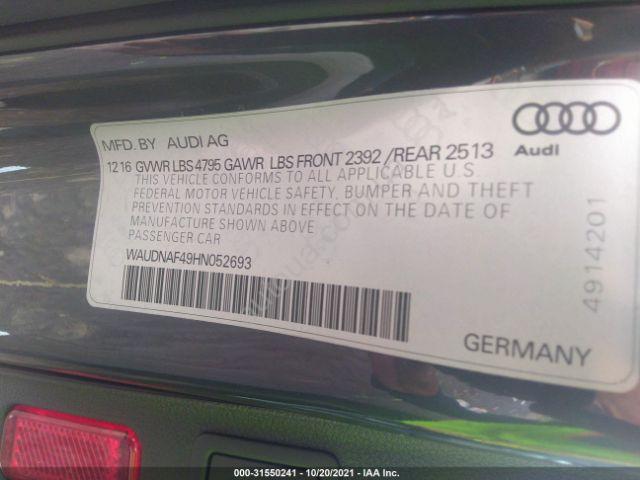 MFD. BY AUDI AG
12 16 GVWR LBS 4795 GAWR LBS FRONT 2392 / REAR 2513
THIS VEHICLE CONFORMS TO ALL APPLICABLE U.S.
FEDERAL MOTOR VEHICLE SAFETY, BUMPER AND THEFT
PREVENTION STANDARDS IN EFFECT ON THE DATE OF
MANUFACTURE SHOWN ABOVE
PASSENGER CAR
WAUDNAF49HN052693
Audi
4914201
GERMANY
000-31550241 - 10/20/2021 - IAA Inc.